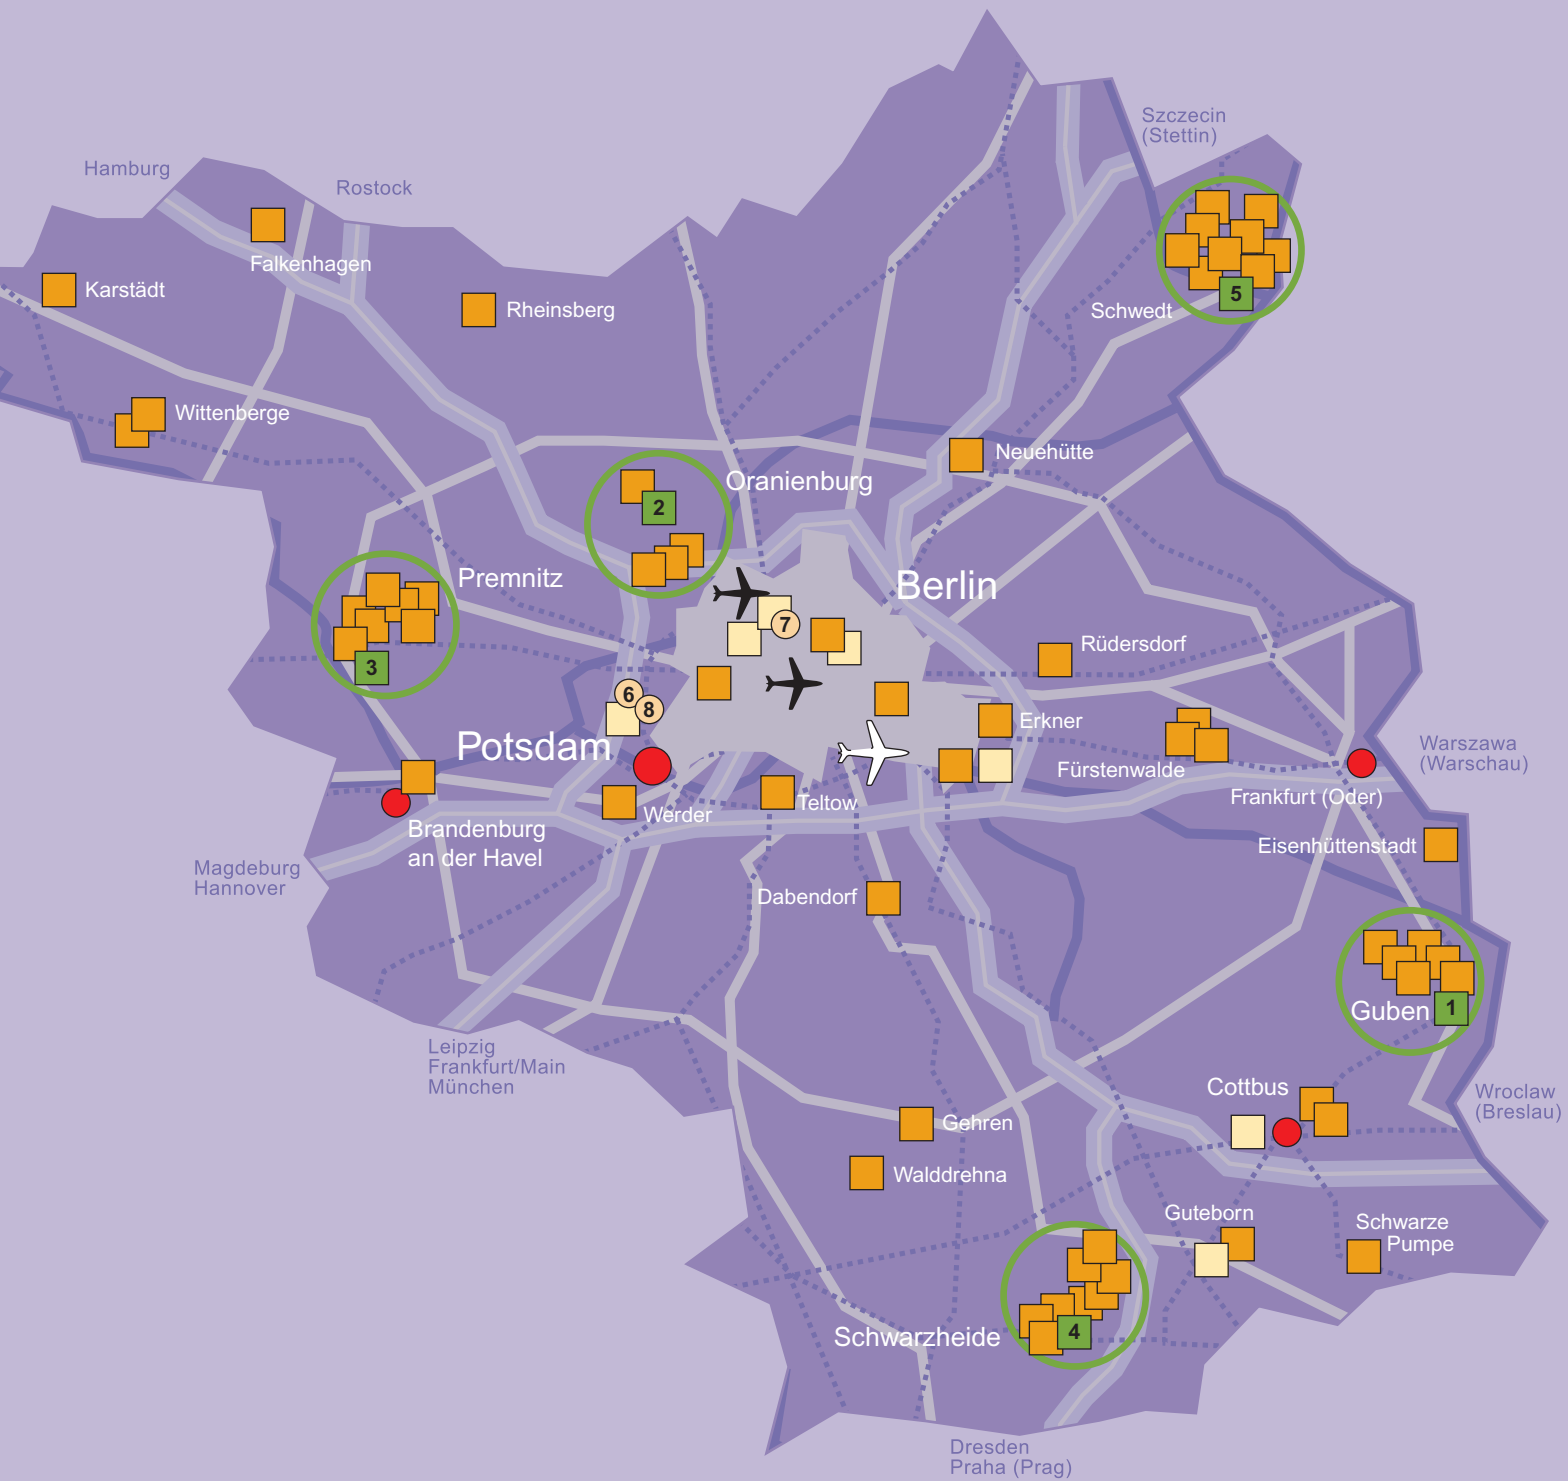 Szczecin
(Stettin)
Hamburg
Rostock
Falkenhagen
Karstädt
Rheinsberg
Schwedt
5
Wittenberge
Neuehütte
Oranienburg
2
Premnitz
Berlin
3
7
Rüdersdorf
6
8
Erkner
Potsdam
Warszawa
(Warschau)
Fürstenwalde
Frankfurt (Oder)
Teltow
Werder
Brandenburg
an der Havel
Eisenhüttenstadt
Magdeburg
Hannover
Dabendorf
Guben
1
Leipzig
Frankfurt/Main
München
Cottbus
Wroclaw
(Breslau)
Gehren
Walddrehna
Guteborn
Schwarze
Pumpe
Schwarzheide
4
Dresden
Praha (Prag)